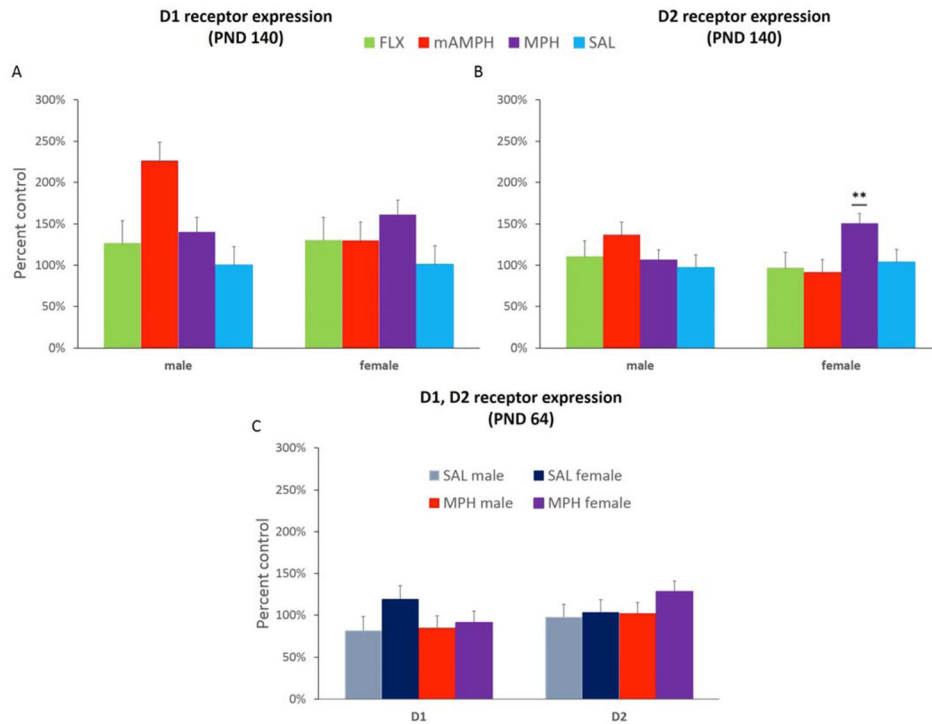 D1 receptor expression
(PND 140)
D2 receptor expression
(PND 140)
FLX mAMPH MPH SAL
A
Percent control
300%
250%
200%
150%
100%
50%
0%
male female
B
300%
250%
200%
150%
100%
50%
0%
**
male female
D1, D2 receptor expression
(PND 64)
C
Percent control
300%
250%
200%
150%
100%
50%
0%
SAL male SAL female
MPH male MPH female
D1 D2